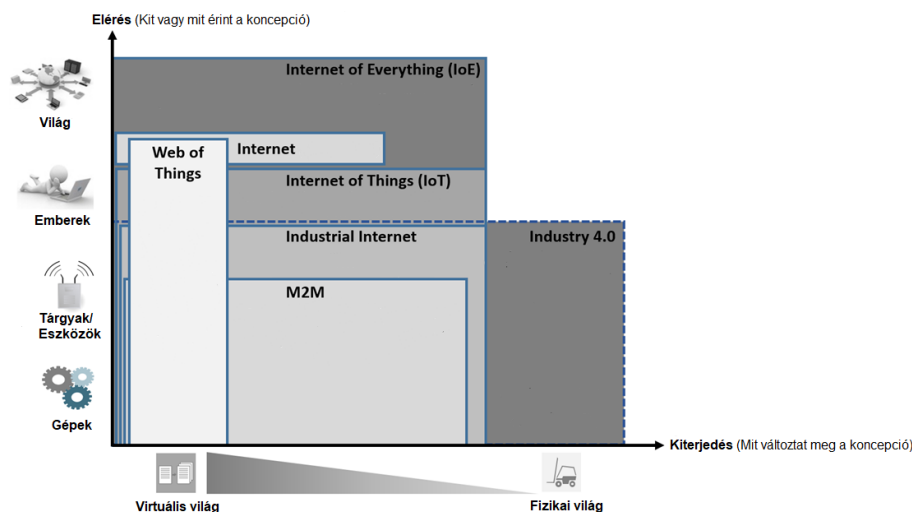 Elérés (Kit vagy mit érint a koncepció)
Internet of Everything (IoE)
Világ
Internet
Web of
Things
Internet of Things (IoT)
Emberek
Industrial Internet
Industry 4.0
M2M
Tárgyak/
Eszközök
Gépek
Kiterjedés (Mit változtat meg a koncepció)
Virtuális világ
Fizikai világ